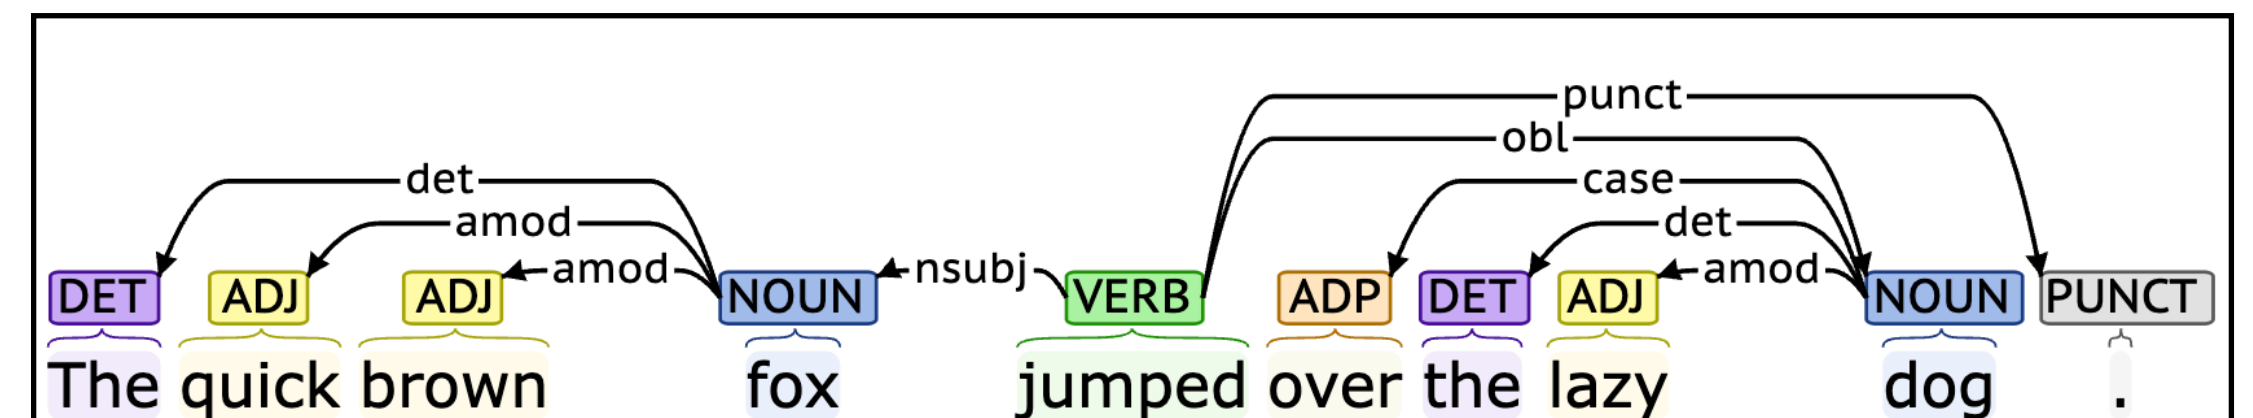 punct
obl
det case
amod det
amod nsubj amod
DET ADJ ADJ NOUN VERB ADP DET ADJ NOUN PUNCT
The quick brown fox jumped over the lazy dog .